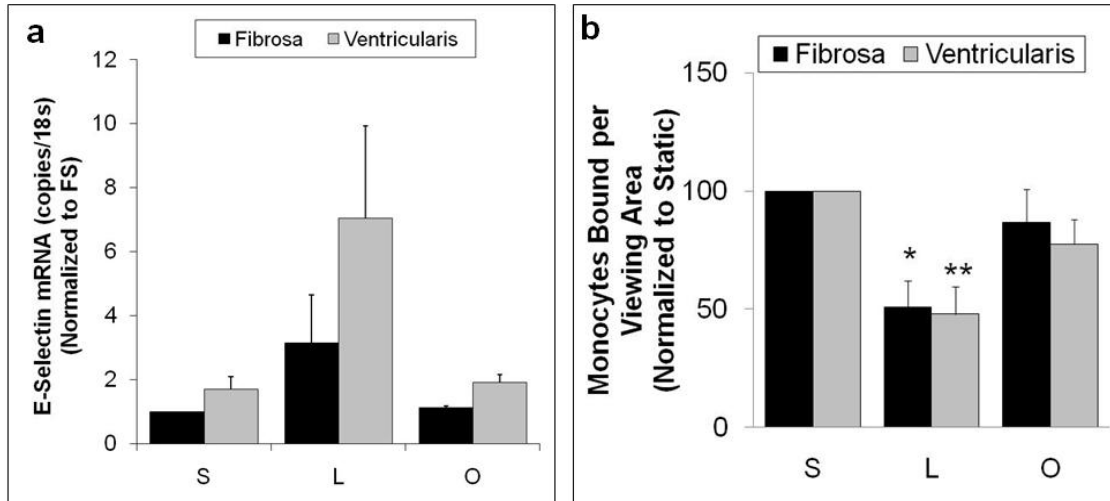 a
Fibrosa Ventricularis
E-Selectin mRNA (copies/18s)
(Normalized to FS)
12
10
8
6
4
2
0
S L O
b
Fibrosa Ventricularis
Monocytes Bound per
Viewing Area
(Normalized to Static)
150
100
50
0
* **
S L O